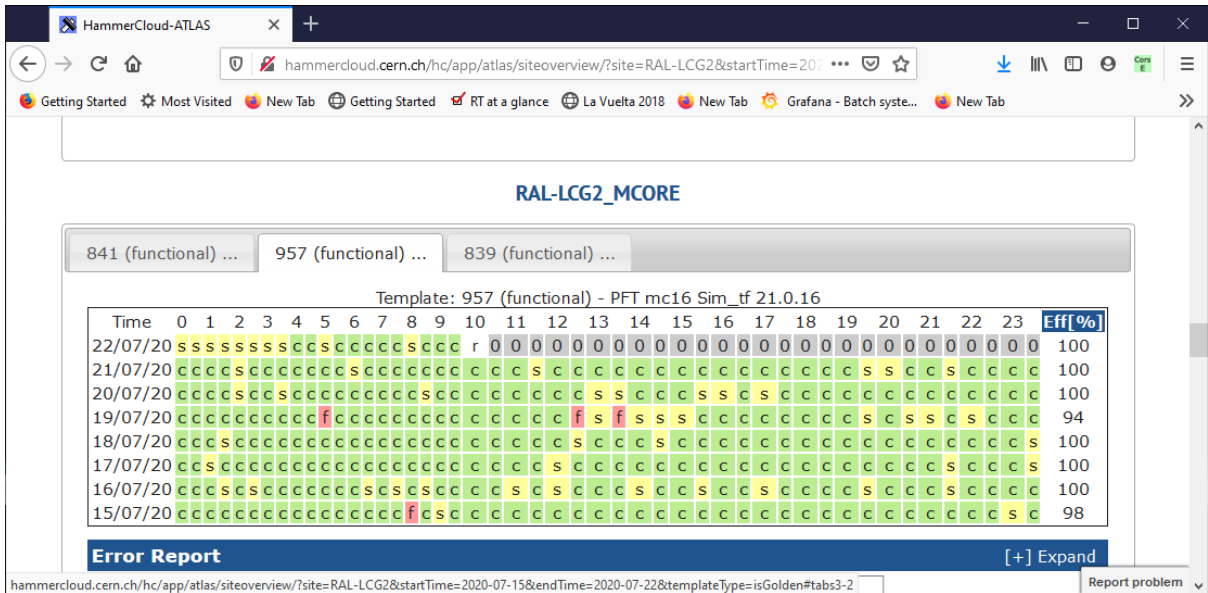 HammerCloud-ATLAS
hammercloud.cern.ch/hc/app/atlas/siteoverview/?site=RAL-LCG2&startTime=202
Cors E
Getting Started Most Visited New Tab Getting Started RT at a glance La Vuelta 2018 New Tab Grafana - Batch syste... New Tab
RAL-LCG2_MCORE
841 (functional) ... 957 (functional) ... 839 (functional) ...
Template: 957 (functional) - PFT mc16 Sim_tf 21.0.16
Time 0 1 2 3 4 5 6 7 8 9 10 11 12 13 14 15 16 17 18 19 20 21 22 23 Eff[%]
22/07/20 s s s s s s s s c c s c c c c c s c c c r 0 0 0 0 0 0 0 0 0 0 0 0 0 0 0 0 0 0 0 0 0 0 0 0 0 0 0 100
21/07/20 c c c c s c c c c c c c s c c c c c c c c c c s c c c c c c c c c c c c c c c s s c c s c c c c 100
20/07/20 c c c c s c c s c c c c c c c c c s c c c c c c c c s s c c c s s c s c c c c c c c c c c c c c 100
19/07/20 c c c c c c c c c c f c c c c c c c c c c c c c c f s f s s s c c c c c c c c s c s s c s c c c 94
18/07/20 c c c s c c c c c c c c c c c c c c c c c c c c c s c c c s c c c c c c c c c c c c c c c c c s 100
17/07/20 c c s c c c c c c c c c c c c c c c c c c c c c s c c c c c c c c c c c c c c c c c c s c c c s 100
16/07/20 c c c s c s c c c c c c c s c s c s c c c c s c s c c c s c c s c c s c c c c s c c c s c c c c 100
15/07/20 c c c c c c c c c c c c c c c c f c s c c c c c c c c c c c c c c c c c c c c c c c c c c c s c 98
Error Report [+] Expand
hammercloud.cern.ch/hc/app/atlas/siteoverview/?site=RAL-LCG2&startTime=2020-07-15&endTime=2020-07-22&templateType=isGolden#tabs3-2
Report problem